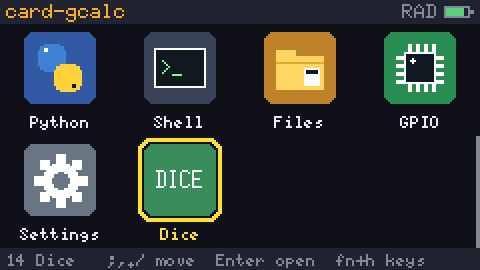 card-gcalc RAD
>_
Python Shell Files GPIO
DICE
Settings Dice
14 Dice ;,./ move Enter open fn+h keys